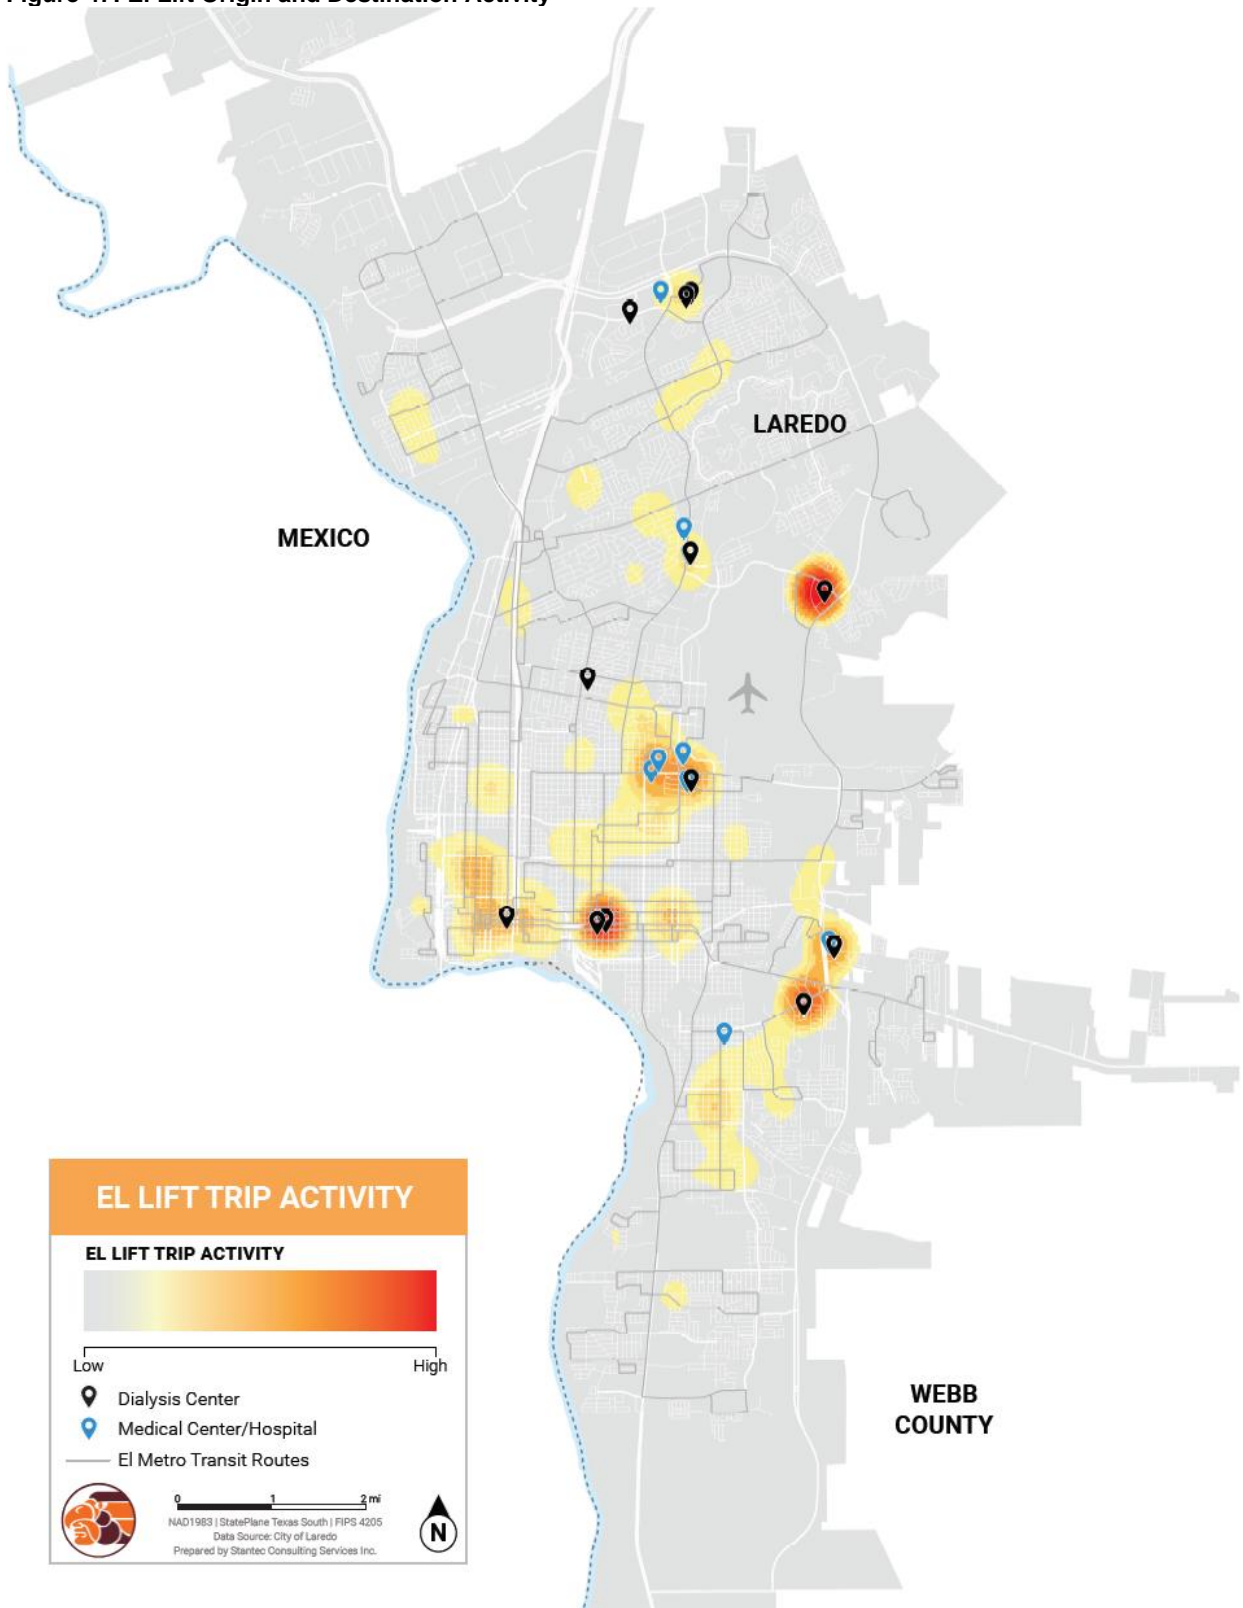 LAREDO
MEXICO
EL LIFT TRIP ACTIVITY
EL LIFT TRIP ACTIVITY
Low High
Dialysis Center
Medical Center/Hospital
El Metro Transit Routes
0 1 2 mi
NAD1983 | StatePlane Texas South | FIPS 4205
Data Source: City of Laredo
Prepared by Stantec Consulting Services Inc.
N
WEBB
COUNTY